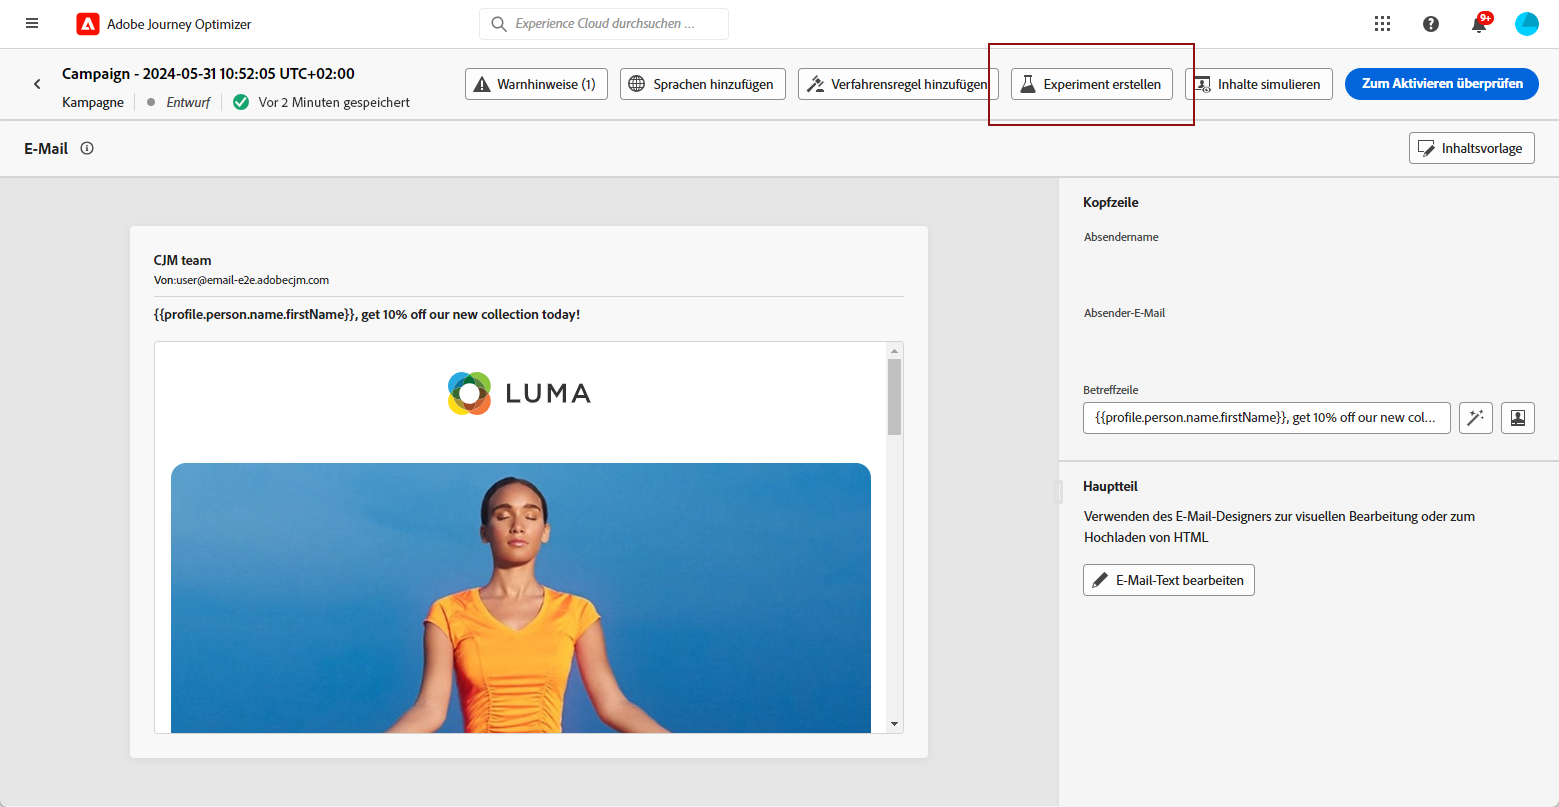 Adobe Journey Optimizer
Experience Cloud durchsuchen ...
9+
Campaign - 2024-05-31 10:52:05 UTC+02:00
Kampagne
Entwurf
Vor 2 Minuten gespeichert
Warnhinweise (1)
Sprachen hinzufügen
Verfahrensregel hinzufügen
Experiment erstellen
Inhalte simulieren
Zum Aktivieren überprüfen
E-Mail
Inhaltsvorlage
CJM team
Von:user@email-e2e.adobecjm.com
{{profile.person.name.firstName}}, get 10% off our new collection today!
LUMA
Kopfzeile
Absendername
Absender-E-Mail
Betreffzeile
{{profile.person.name.firstName}}, get 10% off our new col...
Hauptteil
Verwenden des E-Mail-Designers zur visuellen Bearbeitung oder zum
Hochladen von HTML
E-Mail-Text bearbeiten